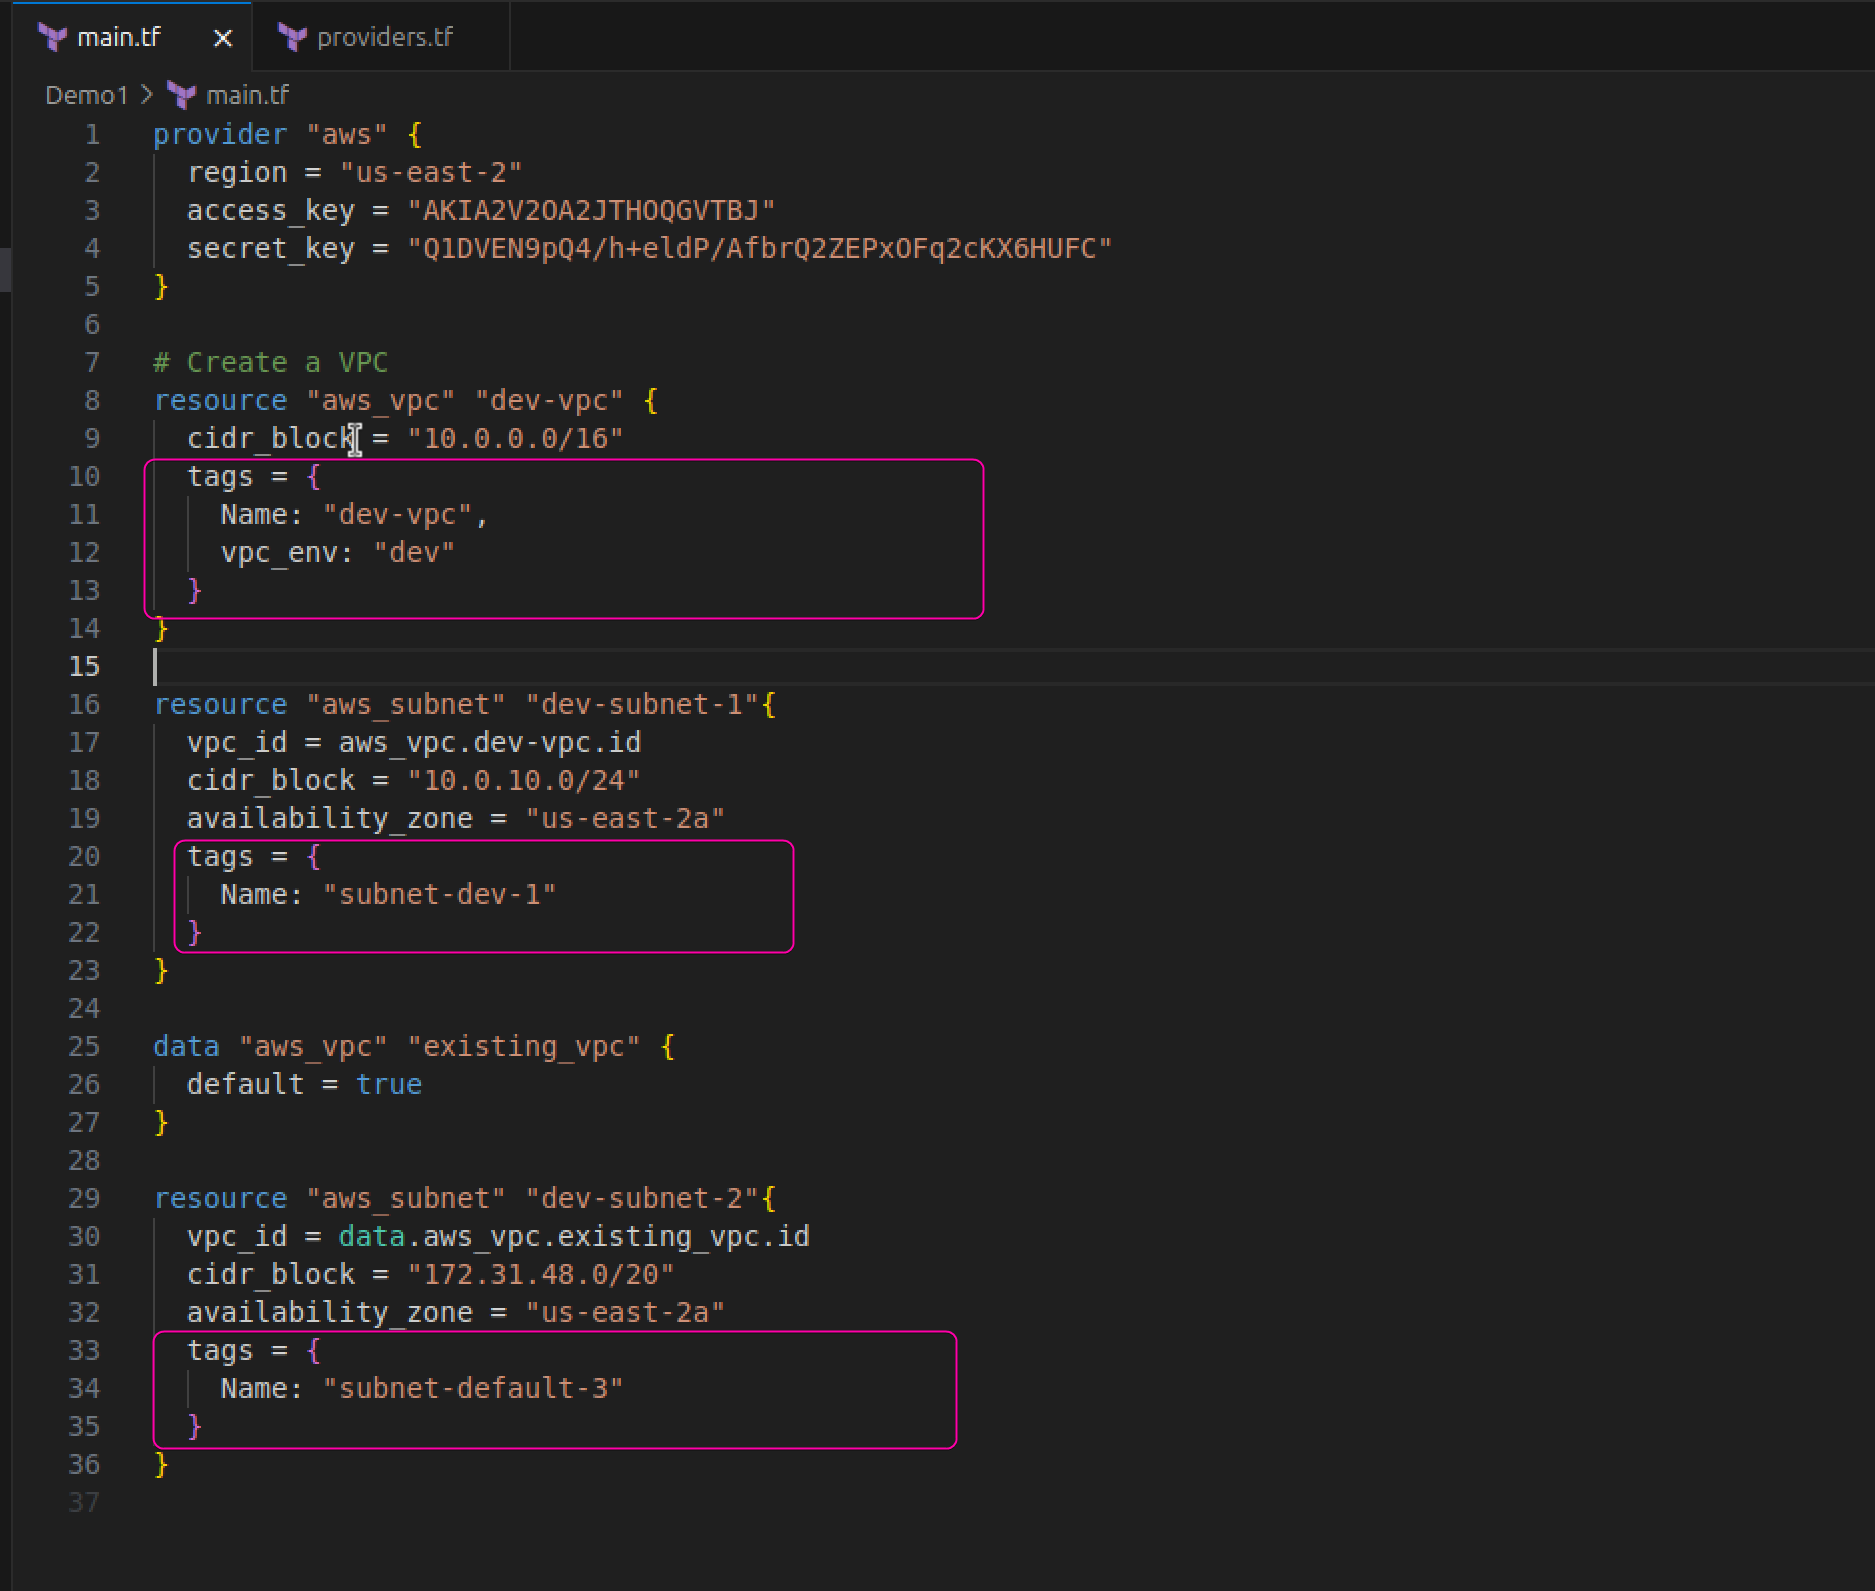 main.tf × providers.tf
Demo1 > main.tf
1 provider "aws" {
2 region = "us-east-2"
3 access_key = "AKIA2V2OA2JTHOQGVTBJ"
4 secret_key = "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"
5 }
6
7 # Create a VPC
8 resource "aws_vpc" "dev-vpc" {
9 cidr_block = "10.0.0.0/16"
10 tags = {
11 Name: "dev-vpc",
12 vpc_env: "dev"
13 }
14 }
15
16 resource "aws_subnet" "dev-subnet-1"{
17 vpc_id = aws_vpc.dev-vpc.id
18 cidr_block = "10.0.10.0/24"
19 availability_zone = "us-east-2a"
20 tags = {
21 Name: "subnet-dev-1"
22 }
23 }
24
25 data "aws_vpc" "existing_vpc" {
26 default = true
27 }
28
29 resource "aws_subnet" "dev-subnet-2"{
30 vpc_id = data.aws_vpc.existing_vpc.id
31 cidr_block = "172.31.48.0/20"
32 availability_zone = "us-east-2a"
33 tags = {
34 Name: "subnet-default-3"
35 }
36 }
37